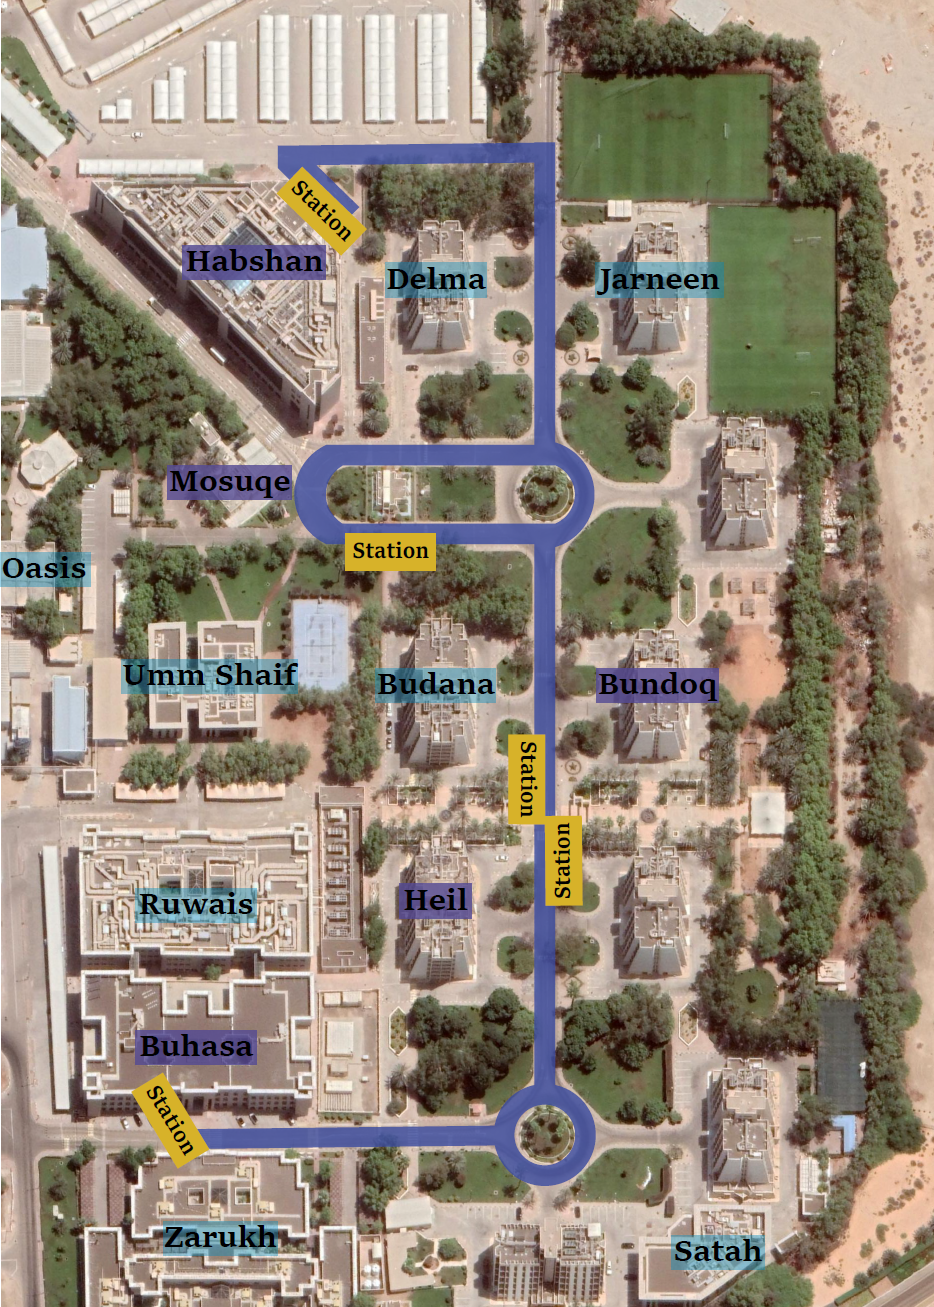 Station
Habshan
Delma
Jarneen
Mosuqe
Station
Oasis
Umm Shaif
Budana
Bundoq
Station
Station
Heil
Ruwais
Buhasa
Station
Zarukh
Satah